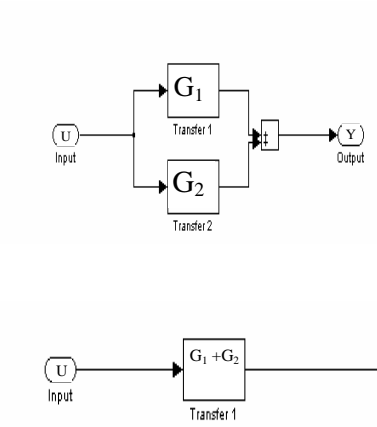 G1
Transfer 1
U
Input
Y
Output
G2
Transfer 2
G1 +G2
U
Input
Transfer 1